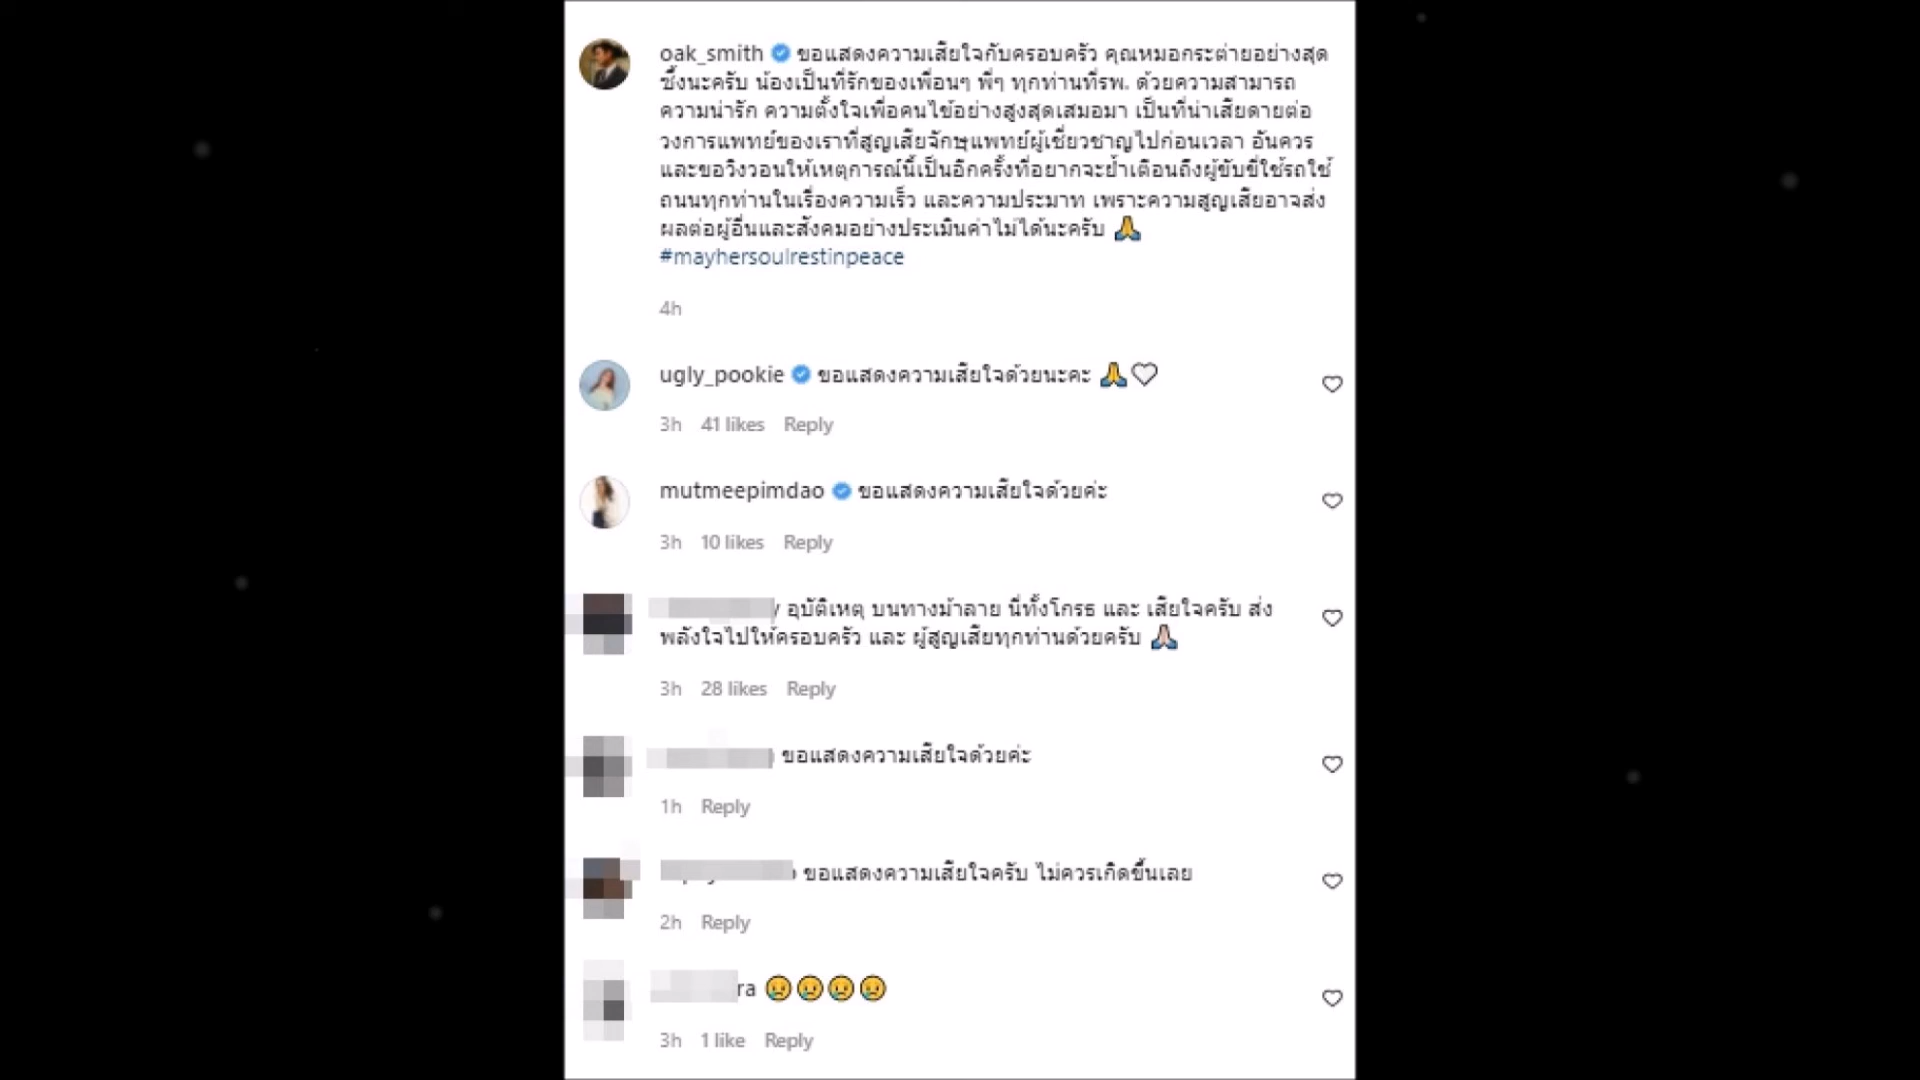 oak_smith ขอแสดงความเสียใจกับครอบครัว คุณหมอกระต่ายอย่างสุด
ซึ้งนะครับ น้องเป็นที่รักของเพื่อนๆ พี่ๆ ทุกท่านที่รพ. ด้วยความสามารถ
ความน่ารัก ความตั้งใจเพื่อคนไข้อย่างสูงสุดเสมอมา เป็นที่น่าเสียดายต่อ
วงการแพทย์ของเราที่สูญเสียจักษุแพทย์ผู้เชี่ยวชาญไปก่อนเวลา อันควร
และขอวิงวอนให้เหตุการณ์นี้เป็นอีกครั้งที่อยากจะย้ำเตือนถึงผู้ขับขี่ใช้รถใช้
ถนนทุกท่านในเรื่องความเร็ว และความประมาท เพราะความสูญเสียอาจส่ง
ผลต่อผู้อื่นและสังคมอย่างประเมินค่าไม่ได้นะครับ 🙏
#mayhersoulrestinpeace
4h
ugly_pookie ขอแสดงความเสียใจด้วยนะคะ 🙏🤍
3h 41 likes Reply
mutmeepimdao ขอแสดงความเสียใจด้วยค่ะ
3h 10 likes Reply
อุบัติเหตุ บนทางม้าลาย นี่ทั้งโกรธ และ เสียใจครับ ส่ง
พลังใจไปให้ครอบครัว และ ผู้สูญเสียทุกท่านด้วยครับ 🙏🏻
3h 28 likes Reply
ขอแสดงความเสียใจด้วยค่ะ
1h Reply
ขอแสดงความเสียใจครับ ไม่ควรเกิดขึ้นเลย
2h Reply
ra 😢😢😢😢
3h 1 like Reply